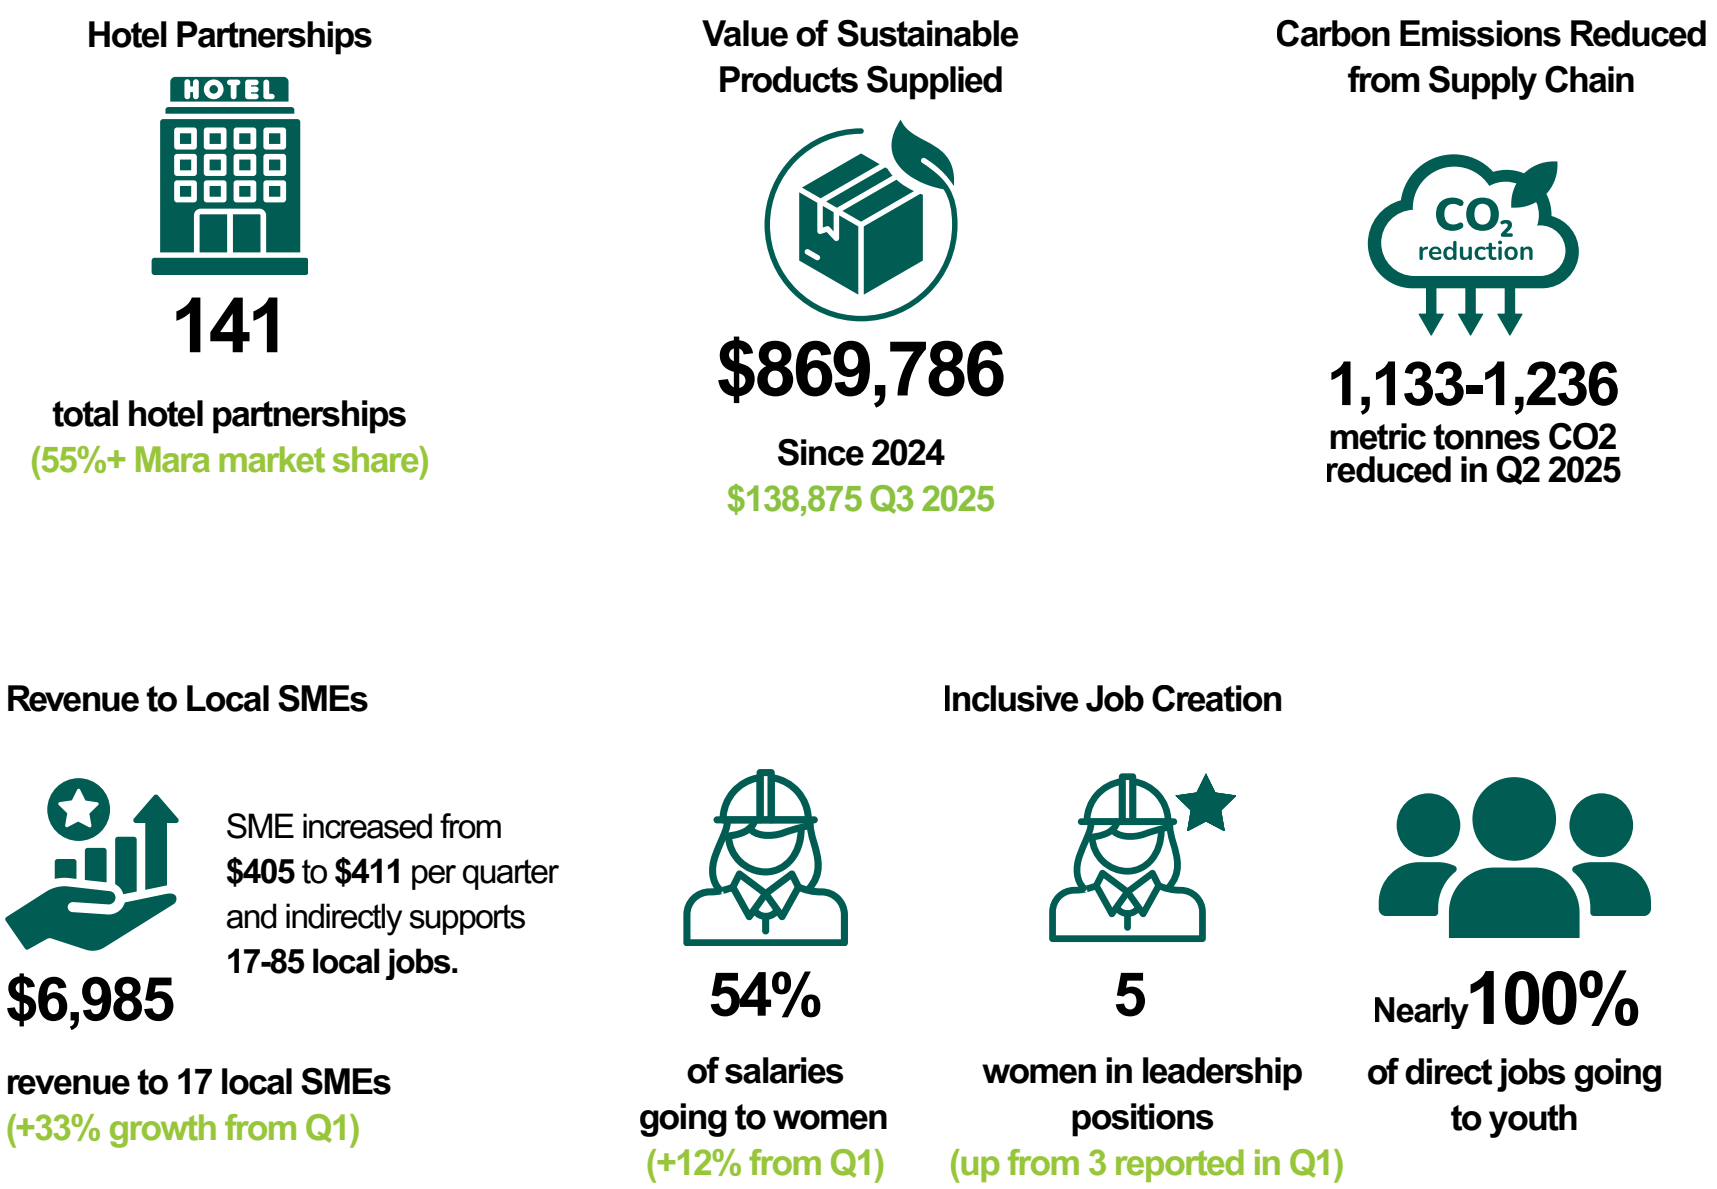 Hotel Partnerships
HOTEL
141
total hotel partnerships
(55%+ Mara market share)
Value of Sustainable
Products Supplied
$869,786
Since 2024
$138,875 Q3 2025
Carbon Emissions Reduced
from Supply Chain
CO₂
reduction
1,133-1,236
metric tonnes CO2
reduced in Q2 2025
Revenue to Local SMEs
$6,985
revenue to 17 local SMEs
(+33% growth from Q1)
SME increased from
$405 to $411 per quarter
and indirectly supports
17-85 local jobs.
Inclusive Job Creation
54%
of salaries
going to women
(+12% from Q1)
5
women in leadership
positions
(up from 3 reported in Q1)
Nearly 100%
of direct jobs going
to youth